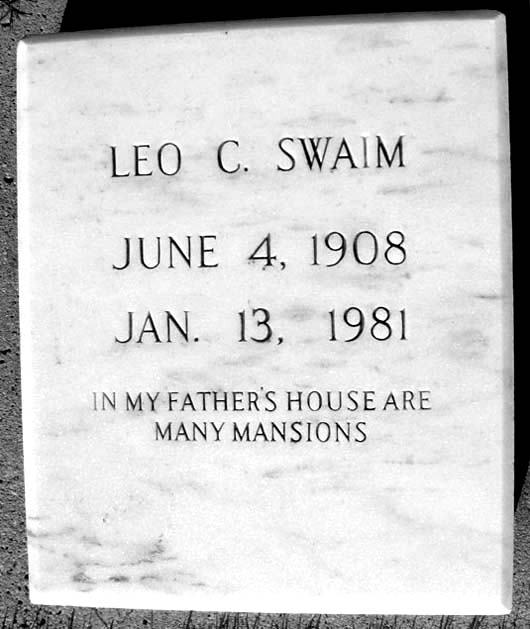 LEO C. SWAIM
JUNE 4, 1908
JAN. 13, 1981
IN MY FATHER'S HOUSE ARE
MANY MANSIONS